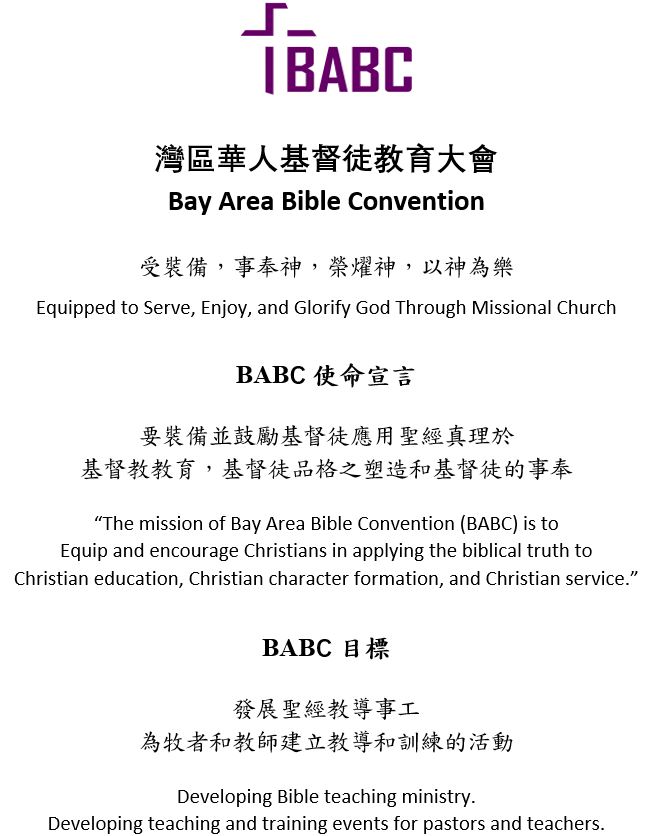 BABC
灣區華人基督徒教育大會
Bay Area Bible Convention
受裝備，事奉神，榮耀神，以神為樂
Equipped to Serve, Enjoy, and Glorify God Through Missional Church
BABC 使命宣言
要裝備並鼓勵基督徒應用聖經真理於
基督教教育，基督徒品格之塑造和基督徒的事奉
“The mission of Bay Area Bible Convention (BABC) is to
Equip and encourage Christians in applying the biblical truth to
Christian education, Christian character formation, and Christian service.”
BABC 目標
發展聖經教導事工
為牧者和教師建立教導和訓練的活動
Developing Bible teaching ministry.
Developing teaching and training events for pastors and teachers.